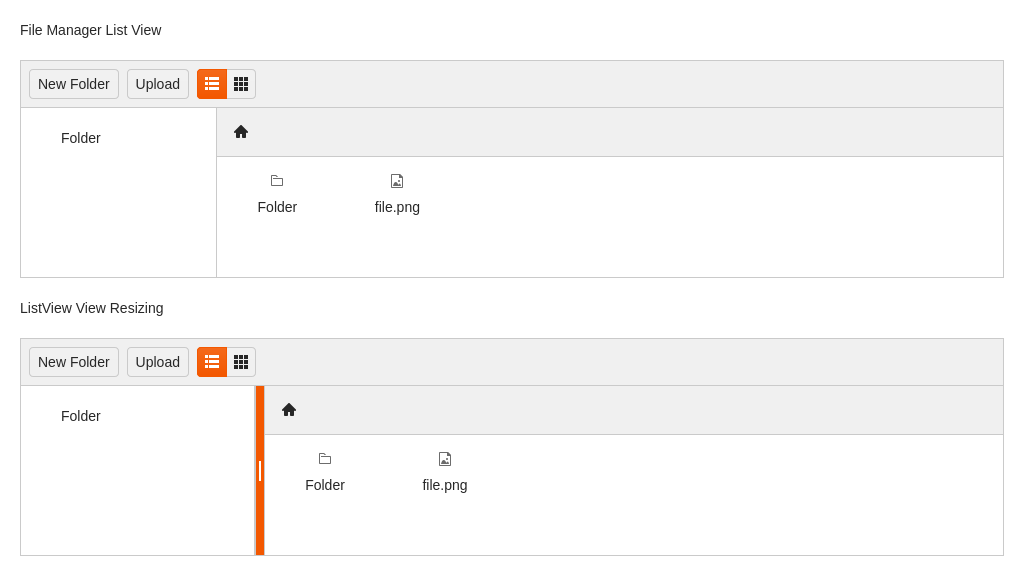 File Manager List View
New Folder Upload
Folder
Folder file.png
ListView View Resizing
New Folder Upload
Folder
Folder file.png